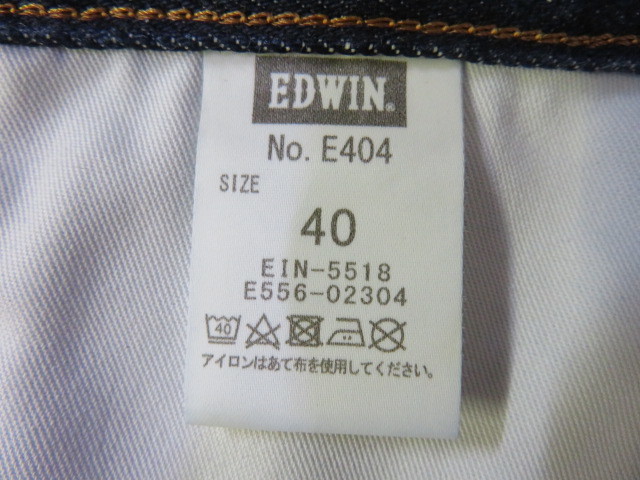 EDWIN®
No. E404
SIZE
40
EIN-5518
E556-02304
40
アイロンはあて布を使用してください。